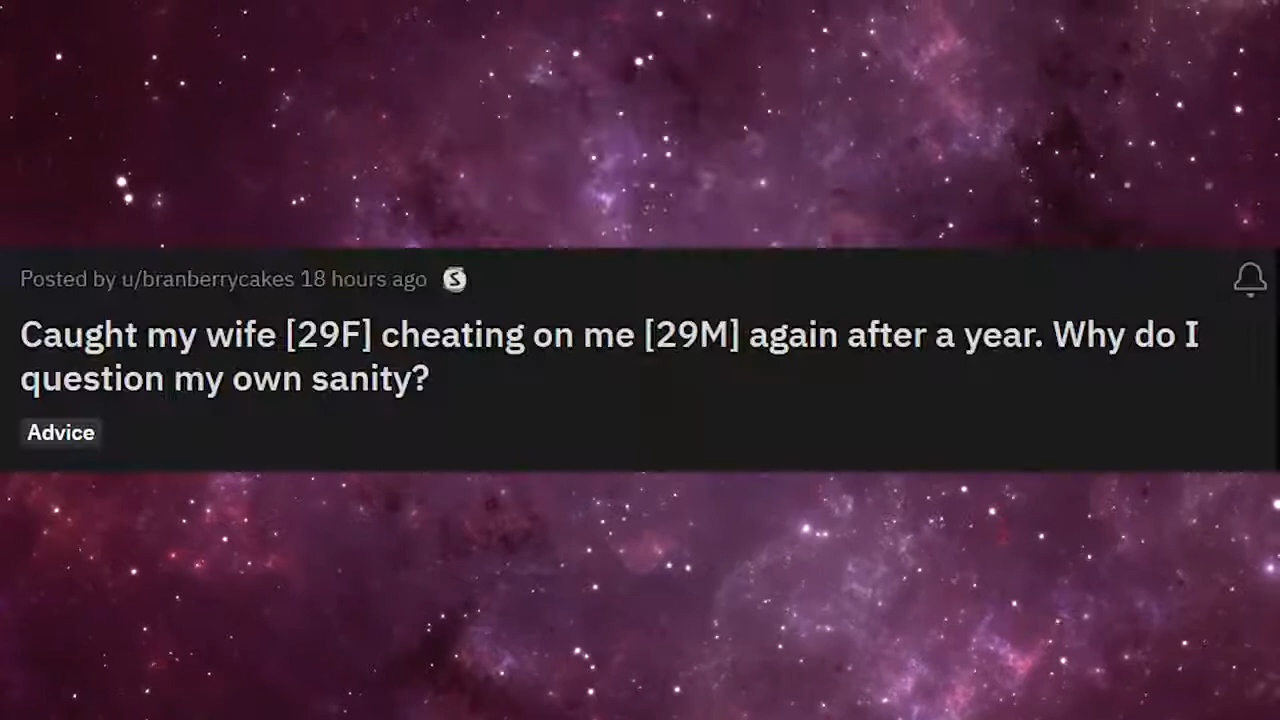 Posted by u/branberrycakes 18 hours ago S
Caught my wife [29F] cheating on me [29M] again after a year. Why do I
question my own sanity?
Advice